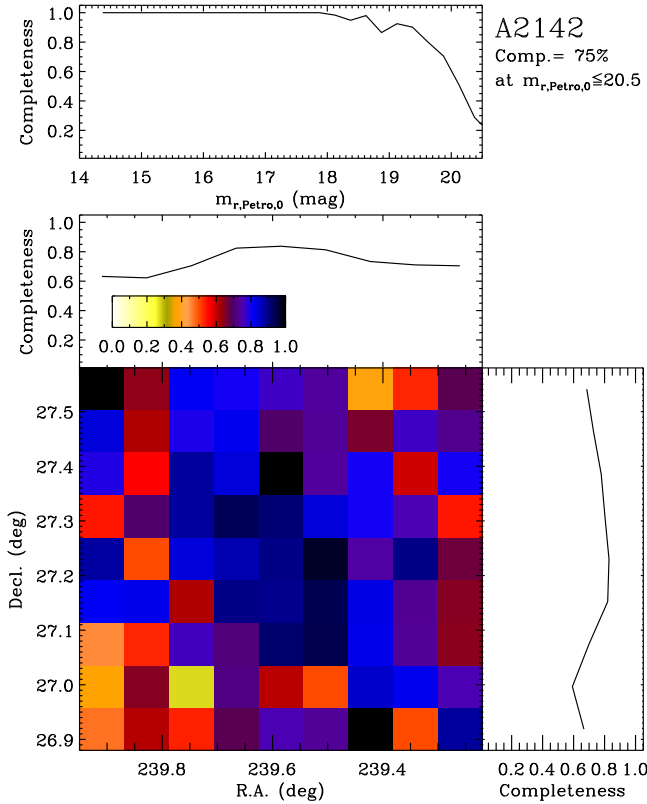 A2142
Comp.= 75%
at m_r,Petro,0≦20.5
Completeness
1.0
0.8
0.6
0.4
0.2
14 15 16 17 18 19 20
m_r,Petro,0 (mag)
Completeness
1.0
0.8
0.6
0.4
0.2
0.0 0.2 0.4 0.6 0.8 1.0
Decl. (deg)
27.5
27.4
27.3
27.2
27.1
27.0
26.9
239.8 239.6 239.4
R.A. (deg)
0.2 0.4 0.6 0.8 1.0
Completeness